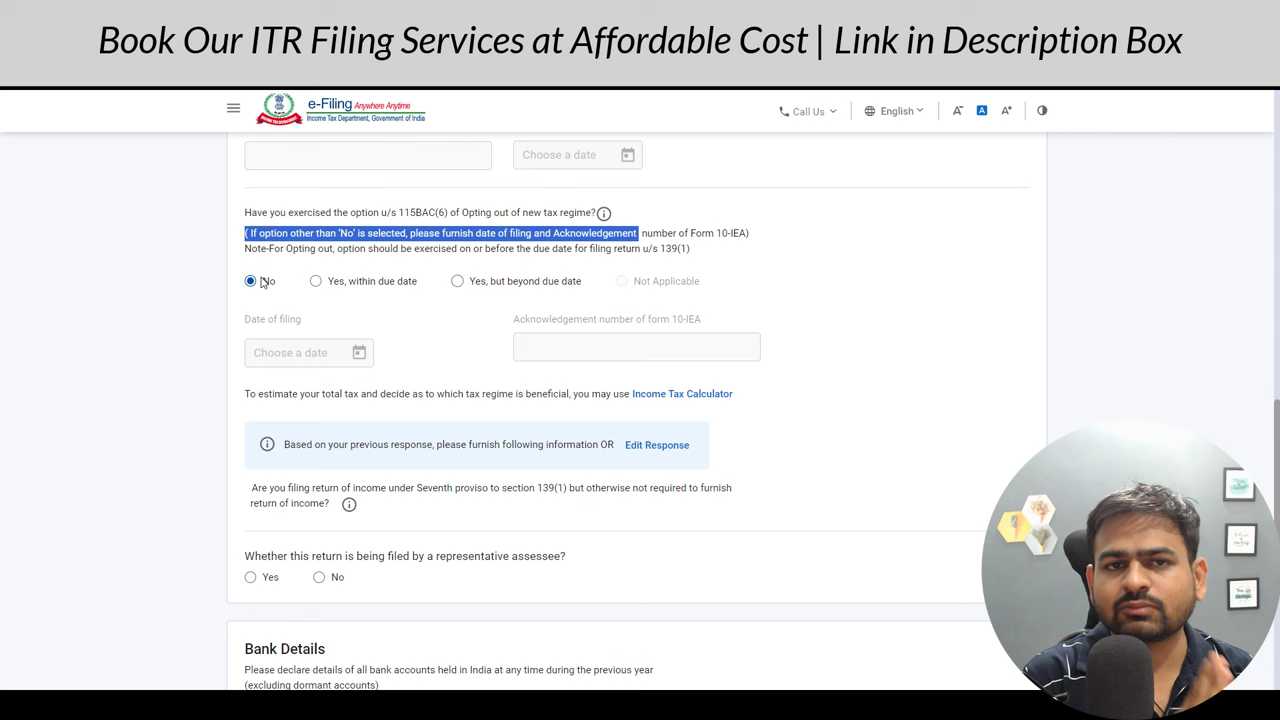 Book Our ITR Filing Services at Affordable Cost | Link in Description Box
e-Filing Anywhere Anytime
Income Tax Department, Government of India
Call Us
English
A-
A
A+
Choose a date
Have you exercised the option u/s 115BAC(6) of Opting out of new tax regime?
( If option other than 'No' is selected, please furnish date of filing and Acknowledgement number of Form 10-IEA)
Note-For Opting out, option should be exercised on or before the due date for filing return u/s 139(1)
No Yes, within due date Yes, but beyond due date Not Applicable
Date of filing Acknowledgement number of form 10-IEA
Choose a date
To estimate your total tax and decide as to which tax regime is beneficial, you may use Income Tax Calculator
Based on your previous response, please furnish following information OR Edit Response
Are you filing return of income under Seventh proviso to section 139(1) but otherwise not required to furnish
return of income?
Whether this return is being filed by a representative assessee?
Yes No
Bank Details
Please declare details of all bank accounts held in India at any time during the previous year
(excluding dormant accounts)